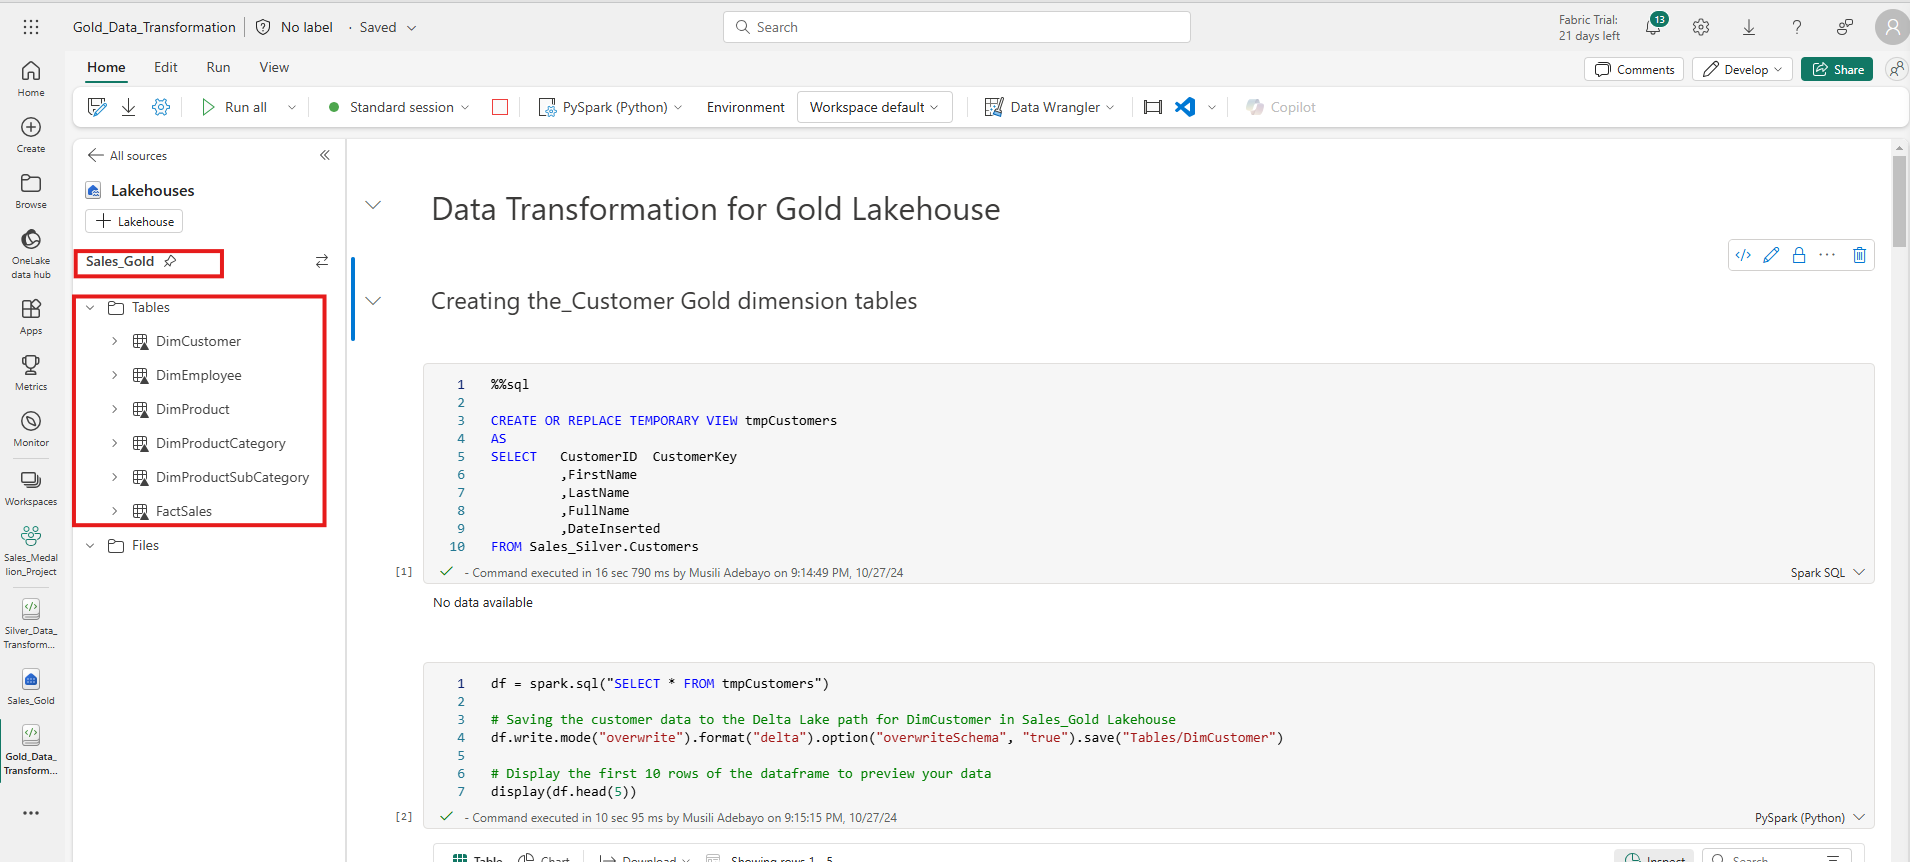 Gold_Data_Transformation
No label
· Saved
Search
Fabric Trial:
21 days left
13
Home
Edit
Run
View
Comments
Develop
Share
Run all
Standard session
PySpark (Python)
Environment
Workspace default
Data Wrangler
Copilot
Home
Create
Browse
OneLake
data hub
Apps
Metrics
Monitor
Workspaces
Sales_Medal
lion_Project
Silver_Data_
Transform...
Sales_Gold
Gold_Data_
Transform...
All sources
Lakehouses
Lakehouse
Sales_Gold
Tables
DimCustomer
DimEmployee
DimProduct
DimProductCategory
DimProductSubCategory
FactSales
Files
Data Transformation for Gold Lakehouse
Creating the_Customer Gold dimension tables
1 %%sql
2
3 CREATE OR REPLACE TEMPORARY VIEW tmpCustomers
4 AS
5 SELECT CustomerID CustomerKey
6 ,FirstName
7 ,LastName
8 ,FullName
9 ,DateInserted
10 FROM Sales_Silver.Customers
[1] - Command executed in 16 sec 790 ms by Musili Adebayo on 9:14:49 PM, 10/27/24
Spark SQL
No data available
1 df = spark.sql("SELECT * FROM tmpCustomers")
2
3 # Saving the customer data to the Delta Lake path for DimCustomer in Sales_Gold Lakehouse
4 df.write.mode("overwrite").format("delta").option("overwriteSchema", "true").save("Tables/DimCustomer")
5
6 # Display the first 10 rows of the dataframe to preview your data
7 display(df.head(5))
[2] - Command executed in 10 sec 95 ms by Musili Adebayo on 9:15:15 PM, 10/27/24
PySpark (Python)
Table
Chart
Download
Showing rows 1 - 5
Inspect
Search